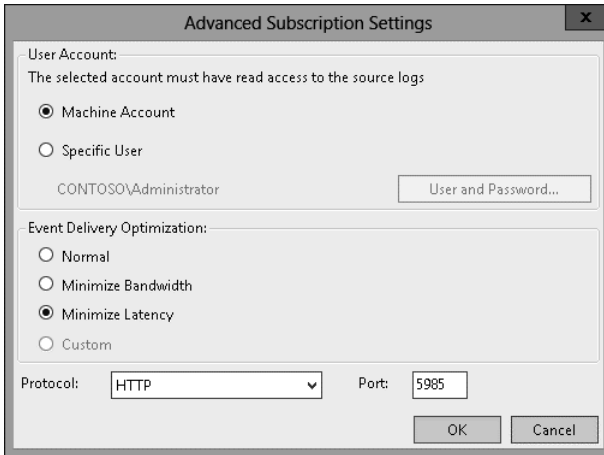 Advanced Subscription Settings
x
User Account:
The selected account must have read access to the source logs
Machine Account
Specific User
CONTOSO\Administrator
User and Password...
Event Delivery Optimization:
Normal
Minimize Bandwidth
Minimize Latency
Custom
Protocol: HTTP Port: 5985
OK Cancel